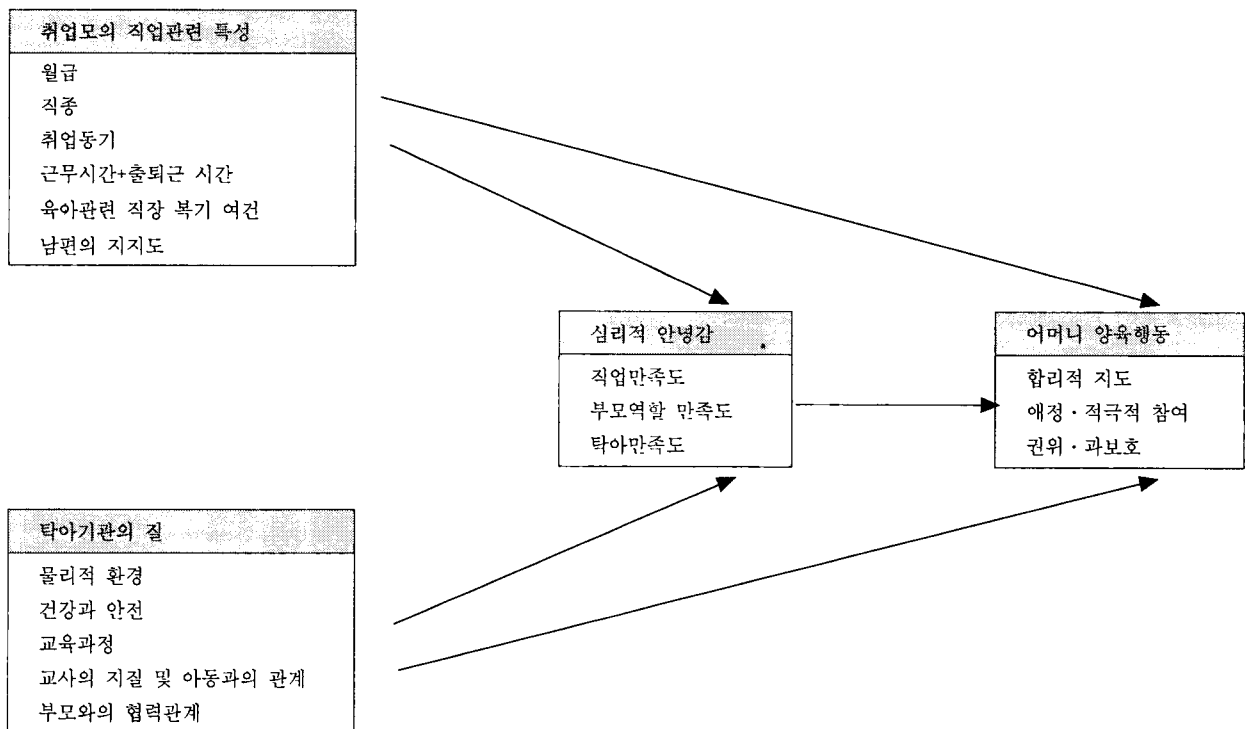 취업모의 직업관련 특성
월급
직종
취업동기
근무시간+출퇴근 시간
육아관련 직장 복기 여건
남편의 지지도
심리적 안녕감
직업만족도
부모역할 만족도
탁아만족도
어머니 양육행동
합리적 지도
애정·적극적 참여
권위·과보호
탁아기관의 질
물리적 환경
건강과 안전
교육과정
교사의 지질 및 아동과의 관계
부모와의 협력관계